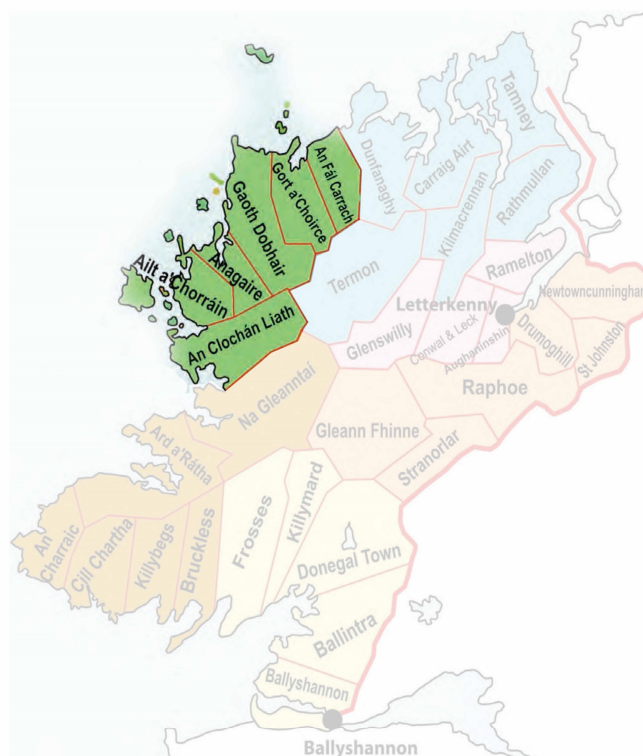 Tamney
Dunfanaghy
Carraig Airt
An Fál Carrach
Gort a'Choirce
Rathmullan
Gaoth Dobhair
Kilmacrennan
Anagaire
Ailt a'Chorráin
Termon
Ramelton
Letterkenny
Newtowncunningham
An Clochán Liath
Glenswilly
Conwal & Leck
Aughaninshin
Drumoghill
St Johnston
Na Gleanntaí
Raphoe
Gleann Fhinne
Stranorlar
Ard a'Rátha
An Charraic
Cill Chartha
Killybegs
Bruckless
Frosses
Killymard
Donegal Town
Ballintra
Ballyshannon
Ballyshannon